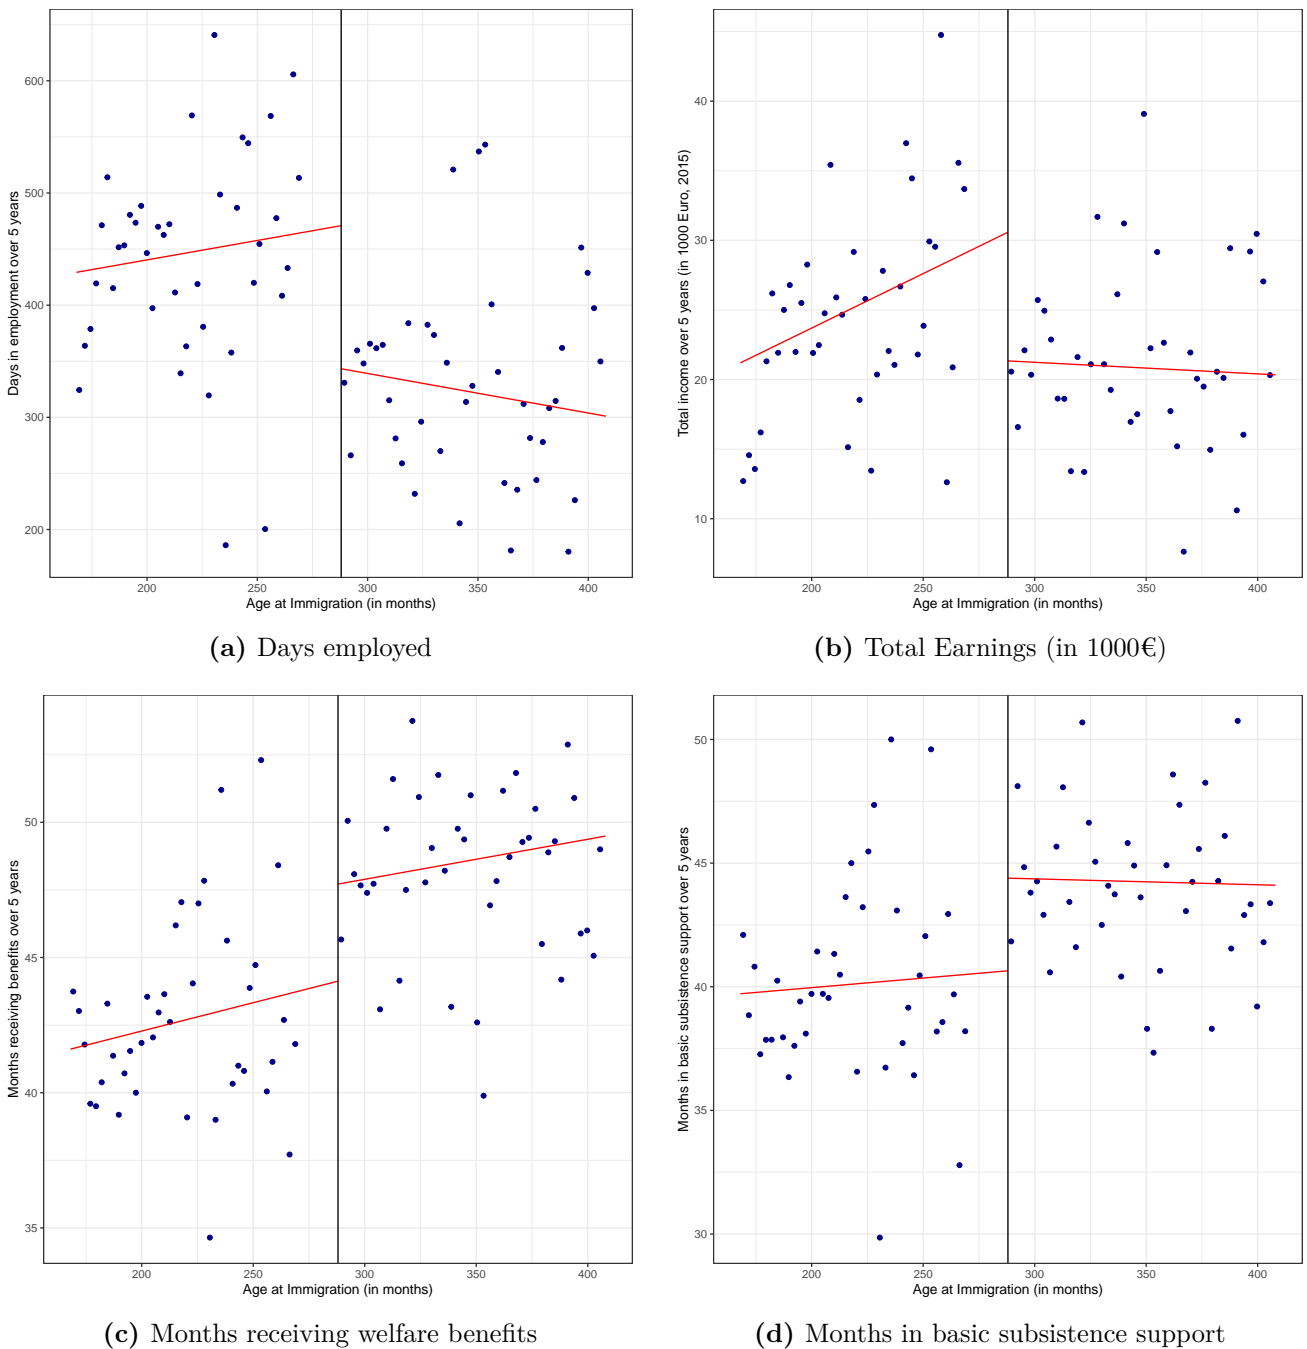 600
500
400
300
200
Days in employment over 5 years
200 250 300 350 400
Age at Immigration (in months)
(a) Days employed
40
30
20
10
Total income over 5 years (in 1000 Euro, 2015)
200 250 300 350 400
Age at Immigration (in months)
(b) Total Earnings (in 1000€)
50
45
40
35
Months receiving benefits over 5 years
200 250 300 350 400
Age at Immigration (in months)
(c) Months receiving welfare benefits
50
45
40
35
30
Months in basic subsistence support over 5 years
200 250 300 350 400
Age at Immigration (in months)
(d) Months in basic subsistence support